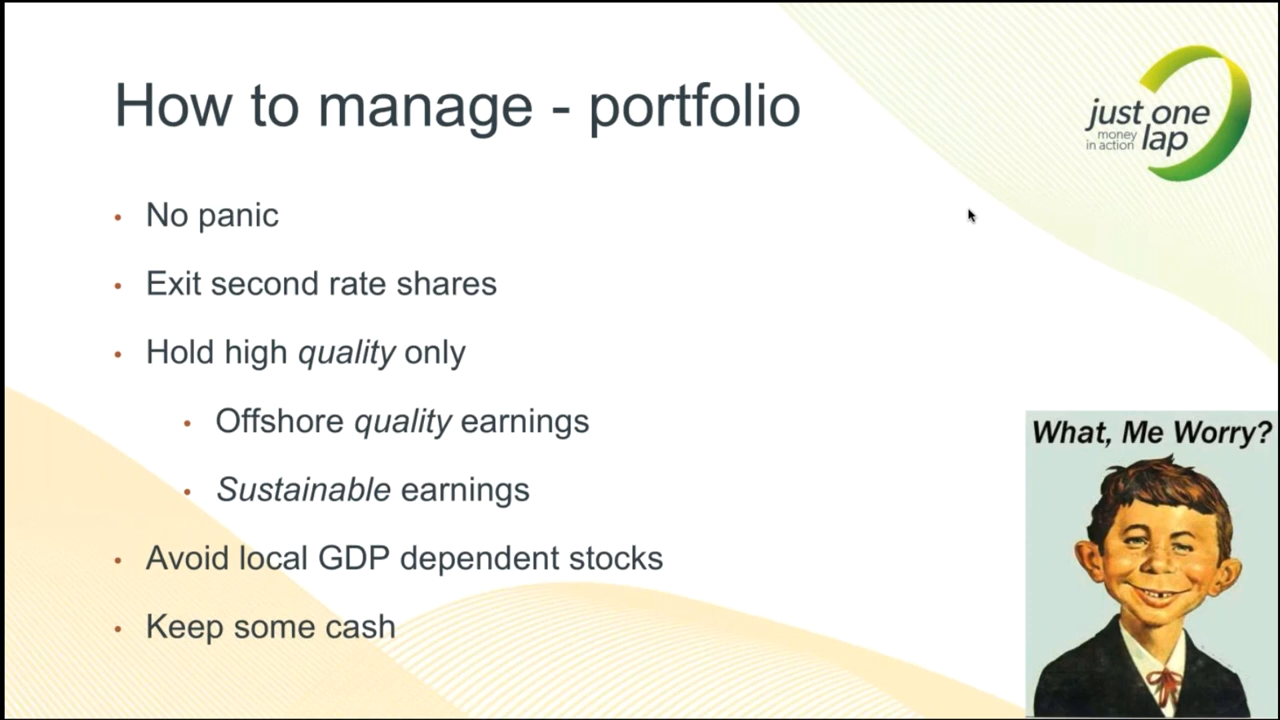 How to manage - portfolio
just one
money
in action lap
• No panic
• Exit second rate shares
• Hold high quality only
• Offshore quality earnings
• Sustainable earnings
• Avoid local GDP dependent stocks
• Keep some cash
What, Me Worry?